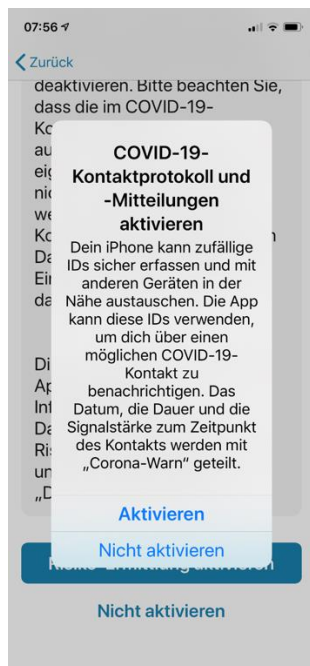 07:56
Zurück
deaktivieren. Bitte beachten Sie,
dass die im COVID-19-
COVID-19-
Kontaktprotokoll und
-Mitteilungen
aktivieren
Dein iPhone kann zufällige
IDs sicher erfassen und mit
anderen Geräten in der
Nähe austauschen. Die App
kann diese IDs verwenden,
um dich über einen
möglichen COVID-19-
Kontakt zu
benachrichtigen. Das
Datum, die Dauer und die
Signalstärke zum Zeitpunkt
des Kontakts werden mit
„Corona-Warn“ geteilt.
Aktivieren
Nicht aktivieren
Nicht aktivieren